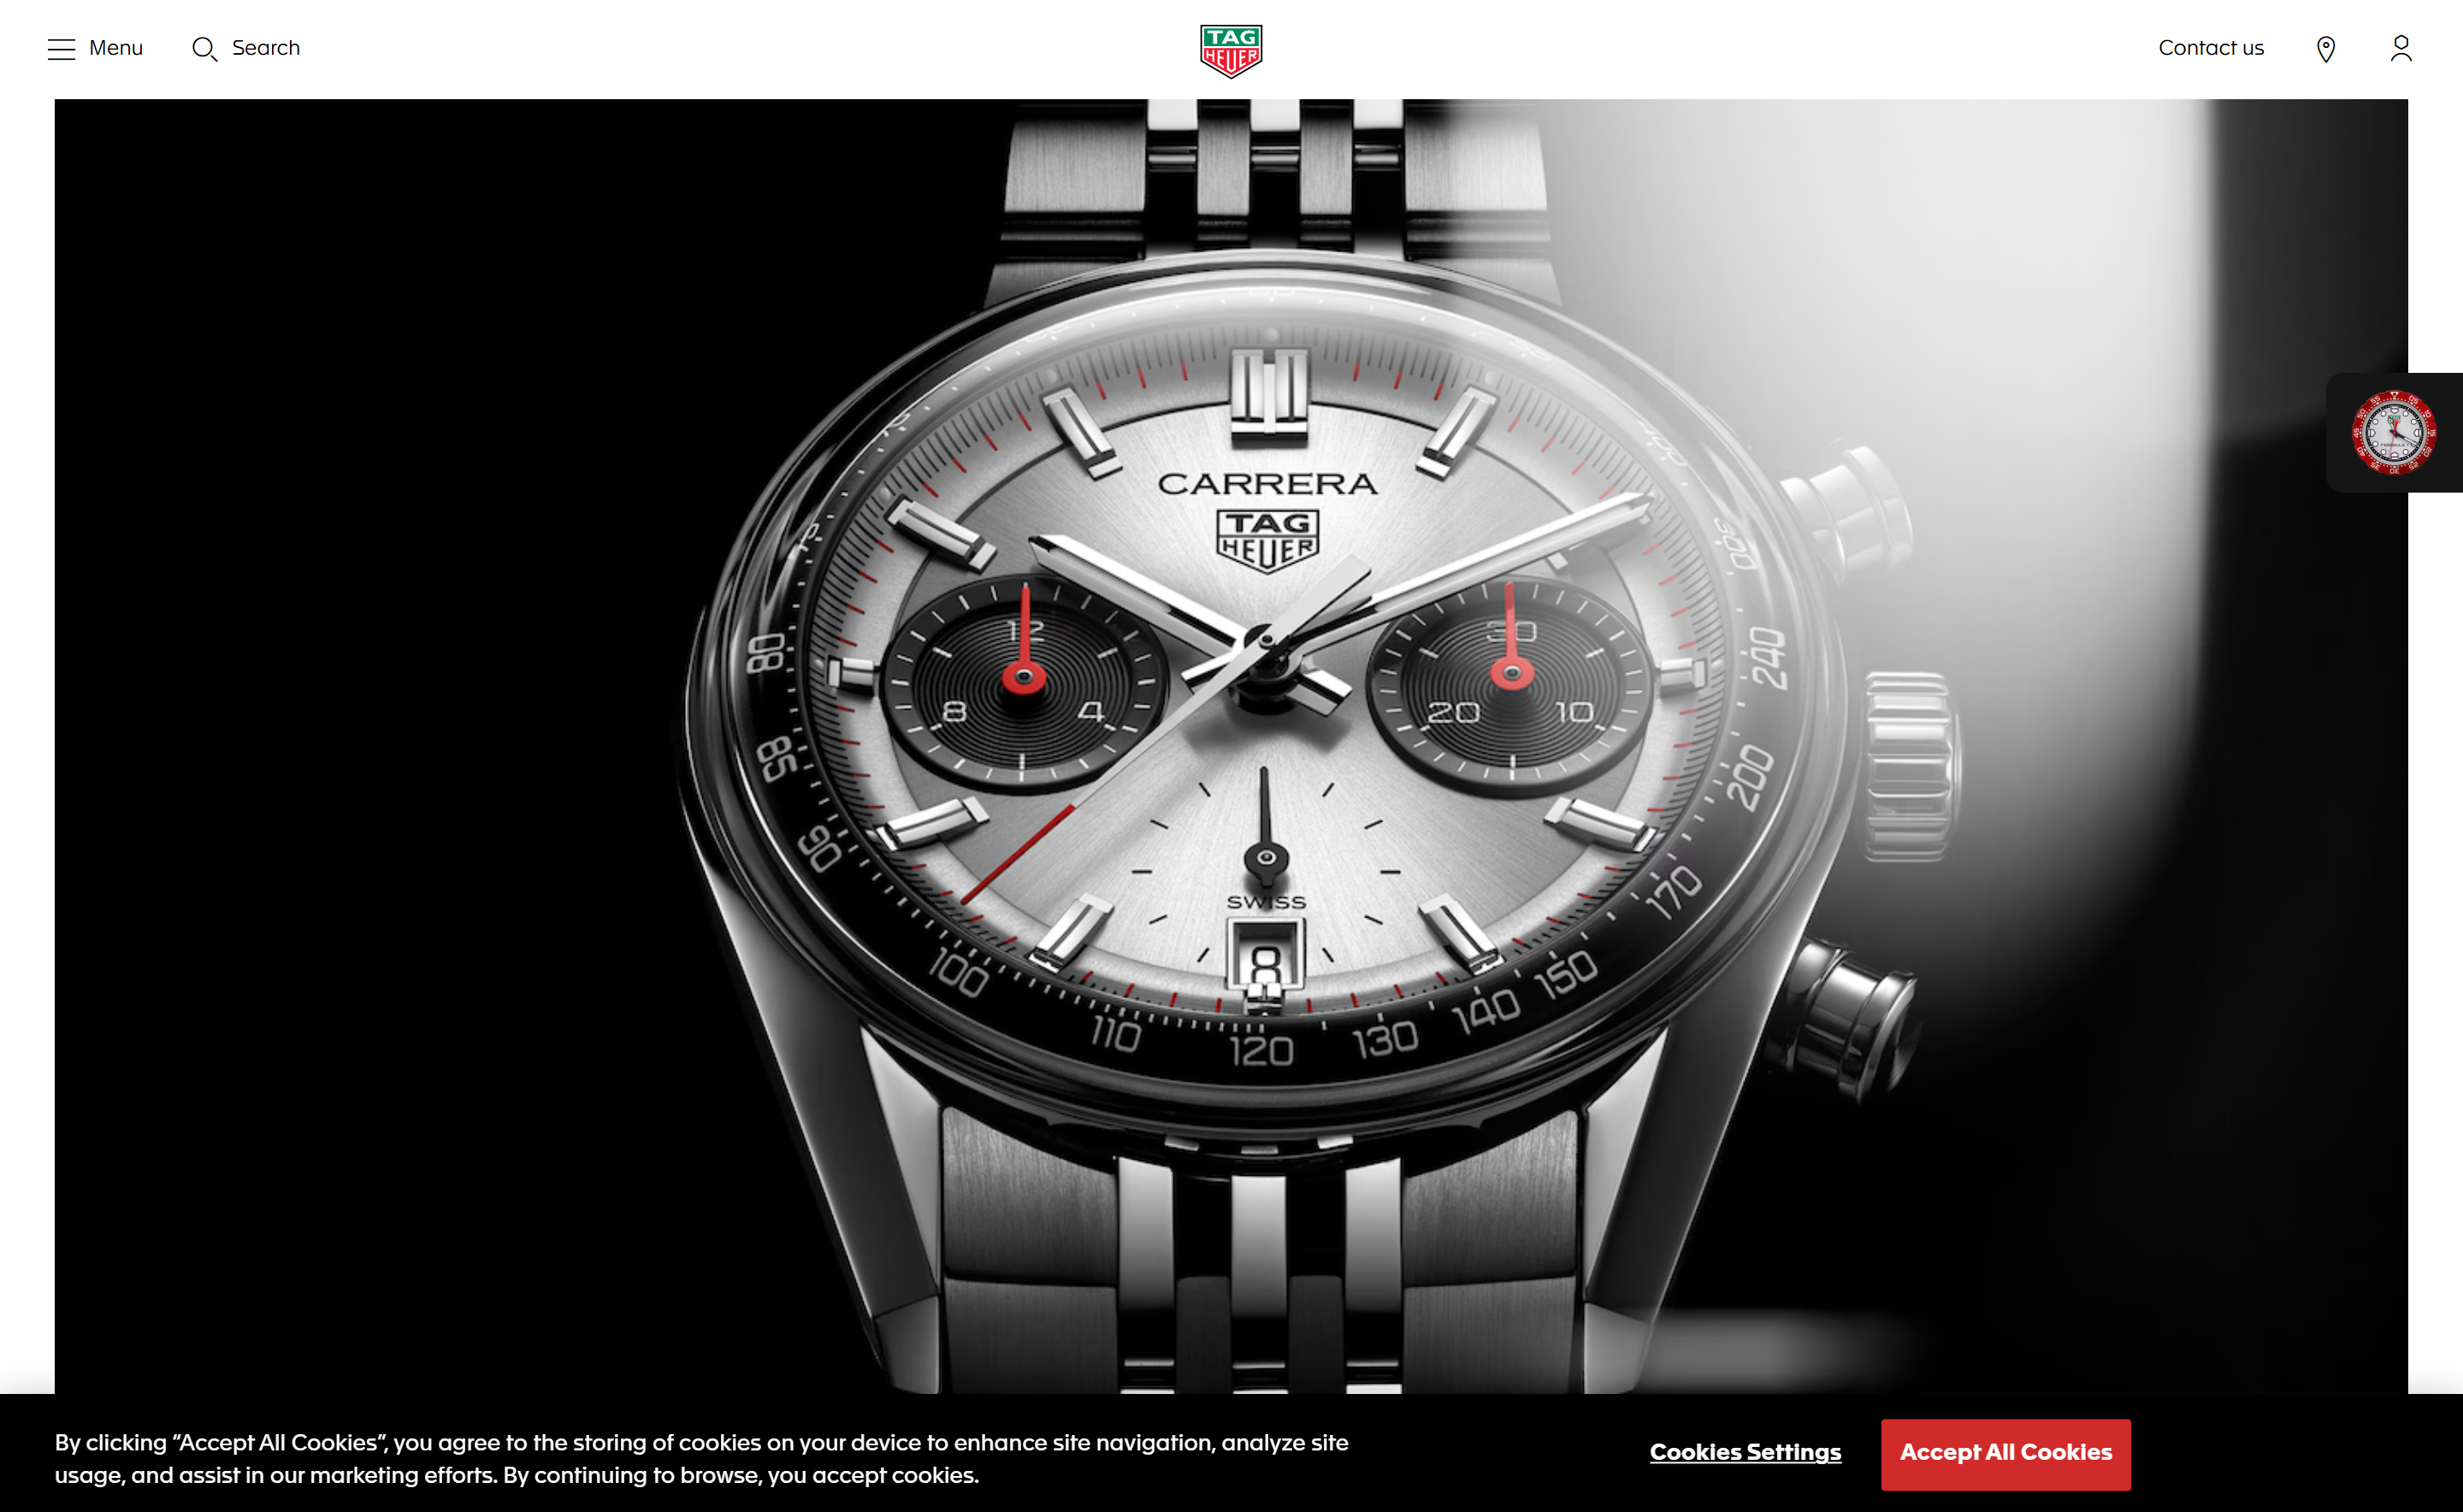 Menu
Search
TAG
HEUER
Contact us
CARRERA
TAG
HEUER
12
8
4
30
20
10
SWISS
8
80
85
90
100
110
120
130
140
150
170
200
240
300
By clicking “Accept All Cookies”, you agree to the storing of cookies on your device to enhance site navigation, analyze site
usage, and assist in our marketing efforts. By continuing to browse, you accept cookies.
Cookies Settings
Accept All Cookies